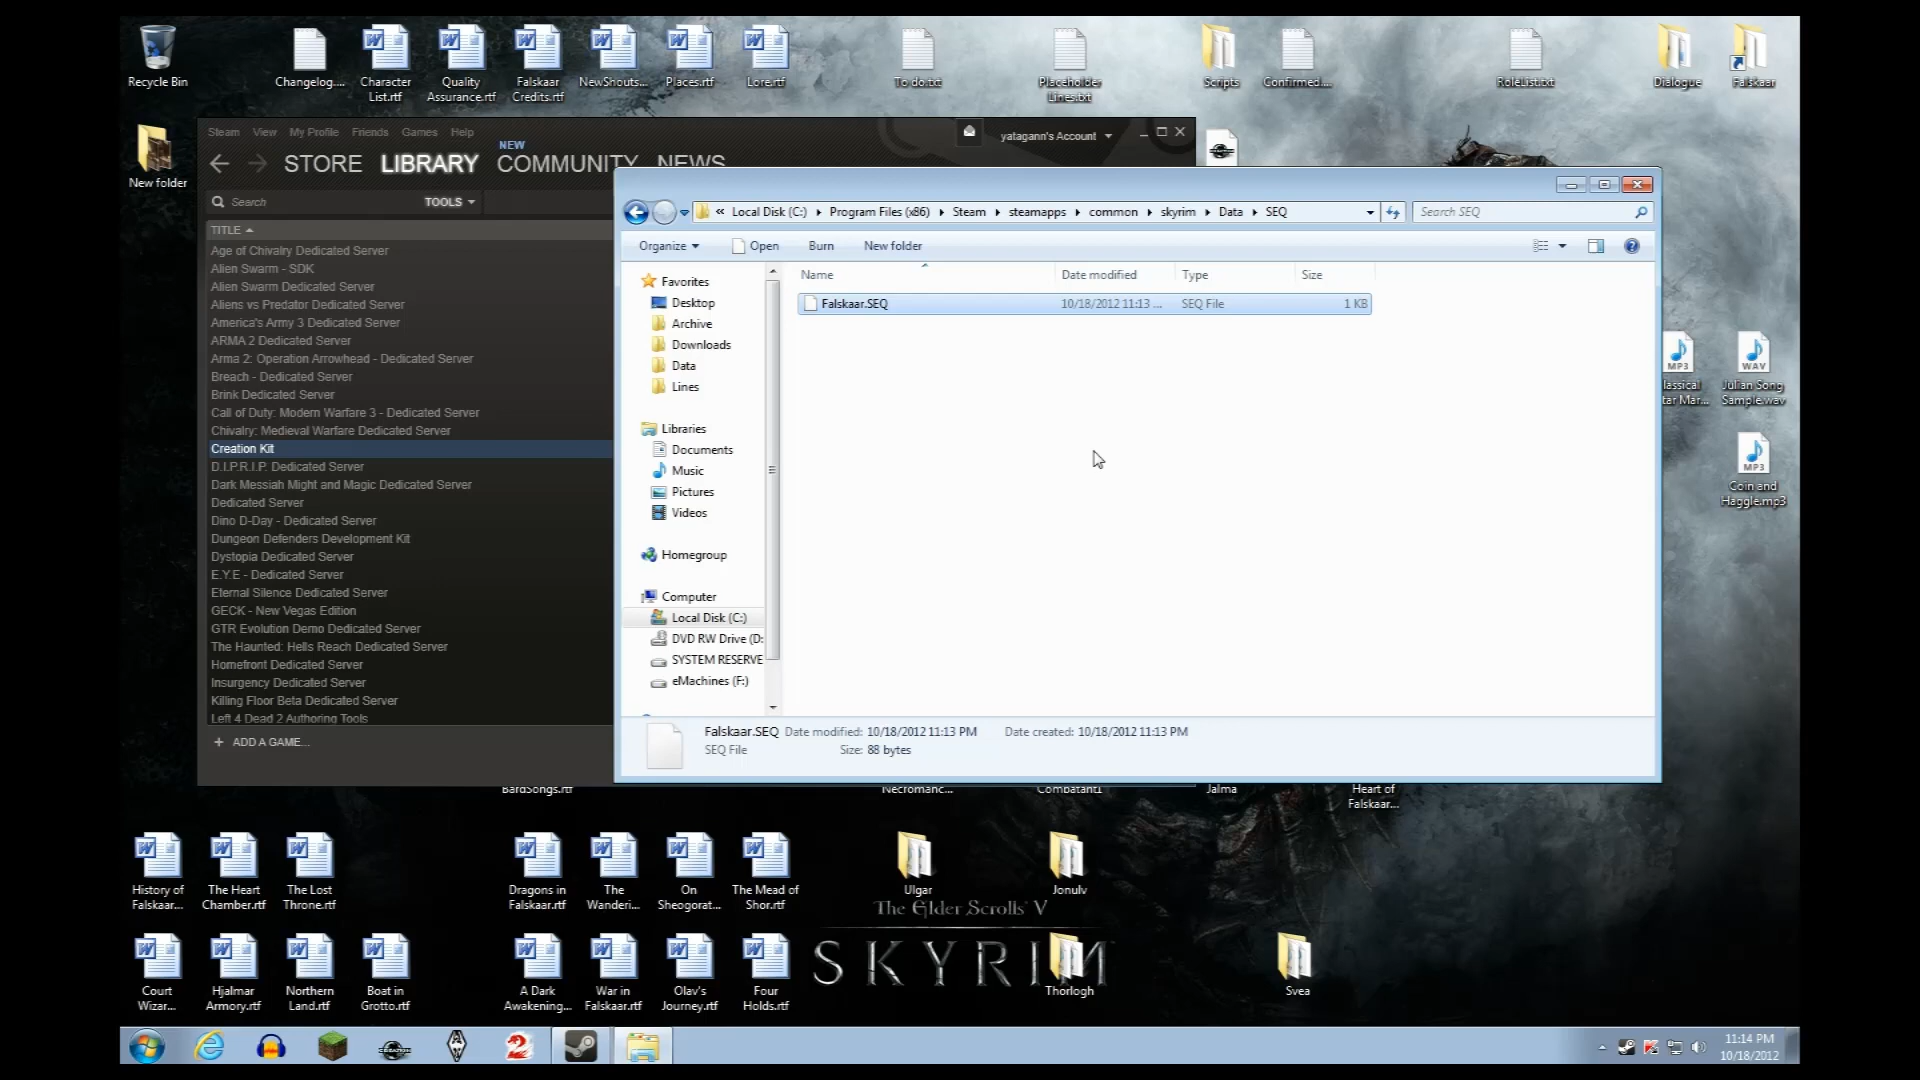 Recycle Bin
Changelog....
Character
List.rtf
Quality
Assurance.rtf
Falskaar
Credits.rtf
NewShouts...
Places.rtf
Lore.rtf
To do.txt
Placeholder
Lines.txt
Scripts
Confirmed....
RoleList.txt
Dialogue
Falskaar
New folder
Steam View My Profile Friends Games Help
yatagann's Account
STORE LIBRARY NEW COMMUNITY NEWS
Search
TOOLS
TITLE
Age of Chivalry Dedicated Server
Alien Swarm - SDK
Alien Swarm Dedicated Server
Aliens vs Predator Dedicated Server
America's Army 3 Dedicated Server
ARMA 2 Dedicated Server
Arma 2: Operation Arrowhead - Dedicated Server
Breach - Dedicated Server
Brink Dedicated Server
Call of Duty: Modern Warfare 3 - Dedicated Server
Chivalry: Medieval Warfare Dedicated Server
Creation Kit
D.I.P.R.I.P. Dedicated Server
Dark Messiah Might and Magic Dedicated Server
Dedicated Server
Dino D-Day - Dedicated Server
Dungeon Defenders Development Kit
Dystopia Dedicated Server
E.Y.E - Dedicated Server
Eternal Silence Dedicated Server
GECK - New Vegas Edition
GTR Evolution Demo Dedicated Server
The Haunted: Hells Reach Dedicated Server
Homefront Dedicated Server
Insurgency Dedicated Server
Killing Floor Beta Dedicated Server
Left 4 Dead 2 Authoring Tools
+ ADD A GAME...
« Local Disk (C:) Program Files (x86) Steam steamapps common skyrim Data SEQ
Search SEQ
Organize Open Burn New folder
Name Date modified Type Size
Falskaar.SEQ 10/18/2012 11:13 ... SEQ File 1 KB
Favorites
Desktop
Archive
Downloads
Data
Lines
Libraries
Documents
Music
Pictures
Videos
Homegroup
Computer
Local Disk (C:)
DVD RW Drive (D:
SYSTEM RESERVE
eMachines (F:)
Falskaar.SEQ Date modified: 10/18/2012 11:13 PM Date created: 10/18/2012 11:13 PM
SEQ File Size: 88 bytes
MP3
lassical
tar Mar...
WAV
Julian Song
Sample.wav
MP3
Coin and
Haggle.mp3
BardSongs.rtf
Necromanc...
Combatant1
Jalma
Heart of
Falskaar...
History of
Falskaar...
The Heart
Chamber.rtf
The Lost
Throne.rtf
Dragons in
Falskaar.rtf
The
Wanderi...
On
Sheogorat...
The Mead of
Shor.rtf
Ulgar
Jonulv
The Elder Scrolls V
SKYRIM
Court
Wizar...
Hjalmar
Armory.rtf
Northern
Land.rtf
Boat in
Grotto.rtf
A Dark
Awakening...
War in
Falskaar.rtf
Olav's
Journey.rtf
Four
Holds.rtf
Thorlogh
Svea
CREATION
11:14 PM
10/18/2012